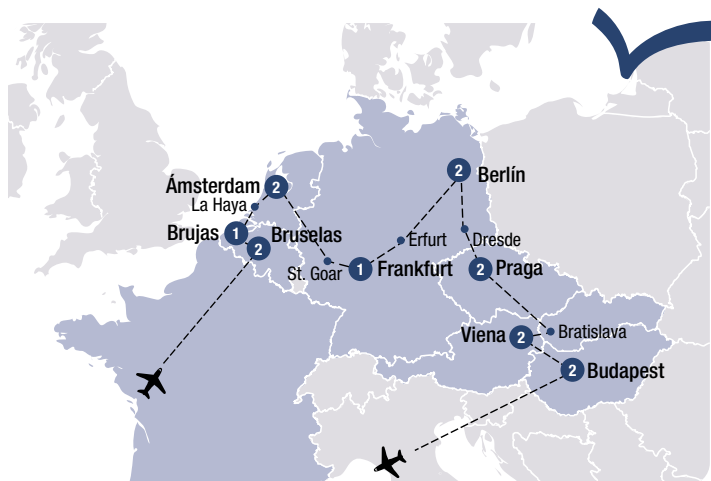 Ámsterdam
2
La Haya
Brujas
1
Bruselas
2
St. Goar
1
Frankfurt
Erfurt
2
Berlín
Dresde
2
Praga
Viena
2
Bratislava
2
Budapest